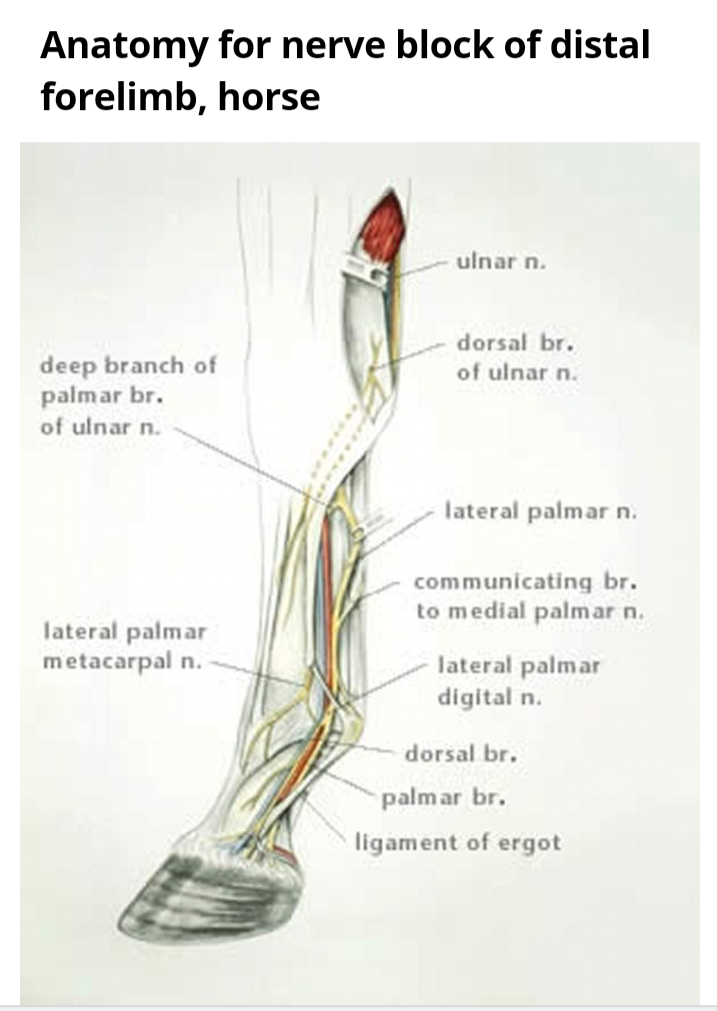 Anatomy for nerve block of distal
forelimb, horse
ulnar n.
dorsal br.
of ulnar n.
deep branch of
palmar br.
of ulnar n.
lateral palmar n.
communicating br.
to medial palmar n.
lateral palmar
metacarpal n.
lateral palmar
digital n.
dorsal br.
palmar br.
ligament of ergot